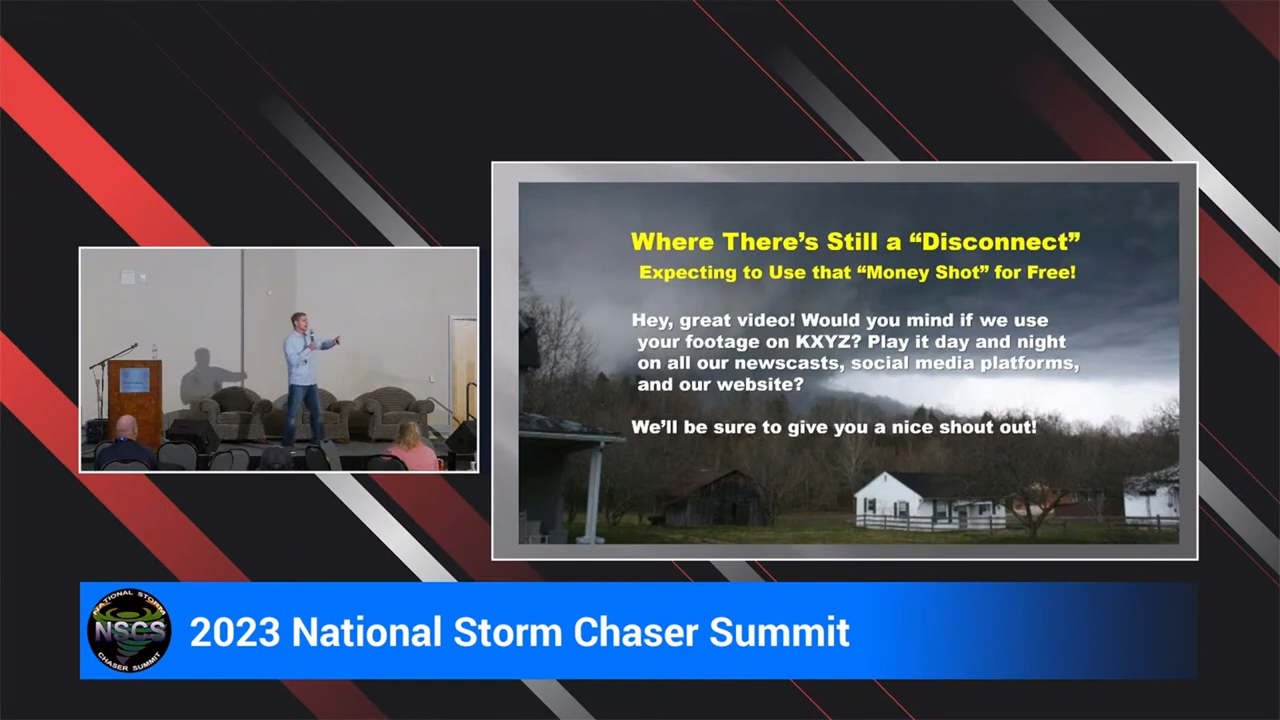 Where There's Still a “Disconnect”
Expecting to Use that “Money Shot” for Free!
Hey, great video! Would you mind if we use
your footage on KXYZ? Play it day and night
on all our newscasts, social media platforms,
and our website?
We'll be sure to give you a nice shout out!
NATIONAL STORM
NSCS
CHASER SUMMIT
2023 National Storm Chaser Summit